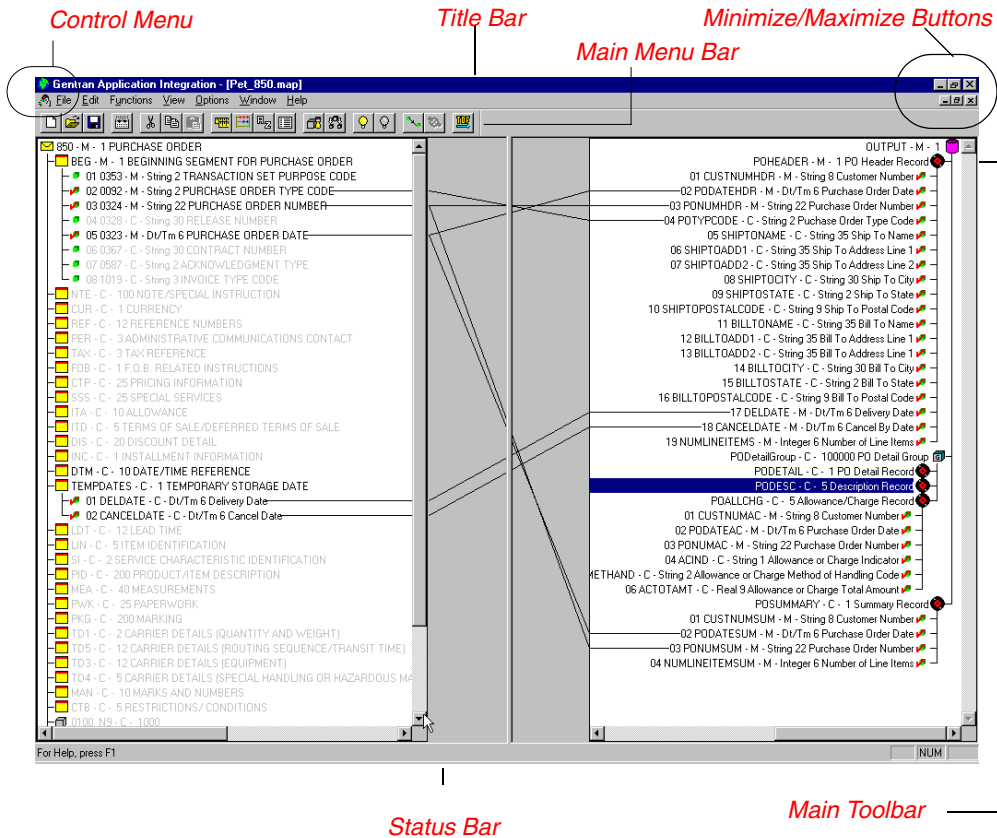 Control Menu
Title Bar
Minimize/Maximize Buttons
Main Menu Bar
Gentran Application Integration - [Pet_850.map]
File Edit Functions View Options Window Help
850 - M - 1 PURCHASE ORDER
BEG - M - 1 BEGINNING SEGMENT FOR PURCHASE ORDER
01 0353 - M - String 2 TRANSACTION SET PURPOSE CODE
02 0092 - M - String 2 PURCHASE ORDER TYPE CODE
03 0324 - M - String 22 PURCHASE ORDER NUMBER
04 0328 - C - String 30 RELEASE NUMBER
05 0323 - M - Dt/Tm 6 PURCHASE ORDER DATE
06 0367 - C - String 30 CONTRACT NUMBER
07 0587 - C - String 2 ACKNOWLEDGMENT TYPE
08 1019 - C - String 3 INVOICE TYPE CODE
NTE - C - 100 NOTE/SPECIAL INSTRUCTION
CUR - C - 1 CURRENCY
REF - C - 12 REFERENCE NUMBERS
PER - C - 3 ADMINISTRATIVE COMMUNICATIONS CONTACT
TAX - C - 3 TAX REFERENCE
FOB - C - 1 F.O.B. RELATED INSTRUCTIONS
CTP - C - 25 PRICING INFORMATION
SSS - C - 25 SPECIAL SERVICES
ITA - C - 10 ALLOWANCE
ITD - C - 5 TERMS OF SALE/DEFERRED TERMS OF SALE
DIS - C - 20 DISCOUNT DETAIL
INC - C - 1 INSTALLMENT INFORMATION
DTM - C - 10 DATE/TIME REFERENCE
TEMPDATES - C - 1 TEMPORARY STORAGE DATE
01 DELDATE - C - Dt/Tm 6 Delivery Date
02 CANCELDATE - C - Dt/Tm 6 Cancel Date
LDT - C - 12 LEAD TIME
LIN - C - 5 ITEM IDENTIFICATION
SI - C - 2 SERVICE CHARACTERISTIC IDENTIFICATION
PID - C - 200 PRODUCT/ITEM DESCRIPTION
MEA - C - 40 MEASUREMENTS
PWK - C - 25 PAPERWORK
PKG - C - 200 MARKING
TD1 - C - 2 CARRIER DETAILS (QUANTITY AND WEIGHT)
TD5 - C - 12 CARRIER DETAILS (ROUTING SEQUENCE/TRANSIT TIME)
TD3 - C - 12 CARRIER DETAILS (EQUIPMENT)
TD4 - C - 5 CARRIER DETAILS (SPECIAL HANDLING OR HAZARDOUS MA
MAN - C - 10 MARKS AND NUMBERS
CTB - C - 5 RESTRICTIONS/ CONDITIONS
0100 N9 - C - 1000
OUTPUT - M - 1
POHEADER - M - 1 PO Header Record
01 CUSTNUMHDR - M - String 8 Customer Number
02 PODATEHDR - M - Dt/Tm 6 Purchase Order Date
03 PONUMHDR - M - String 22 Purchase Order Number
04 POTYPCODE - C - String 2 Puchase Order Type Code
05 SHIPTONAME - C - String 35 Ship To Name
06 SHIPTOADD1 - C - String 35 Ship To Address Line 1
07 SHIPTOADD2 - C - String 35 Ship To Address Line 2
08 SHIPTOCITY - C - String 30 Ship To City
09 SHIPTOSTATE - C - String 2 Ship To State
10 SHIPTOPOSTALCODE - C - String 9 Ship To Postal Code
11 BILLTONAME - C - String 35 Bill To Name
12 BILLTOADD1 - C - String 35 Bill To Address Line 1
13 BILLTOADD2 - C - String 35 Bill To Address Line 1
14 BILLTOCITY - C - String 30 Bill To City
15 BILLTOSTATE - C - String 2 Bill To State
16 BILLTOPOSTALCODE - C - String 9 Bill To Postal Code
17 DELDATE - M - Dt/Tm 6 Delivery Date
18 CANCELDATE - M - Dt/Tm 6 Cancel By Date
19 NUMLINEITEMS - M - Integer 6 Number of Line Items
PODetailGroup - C - 100000 PO Detail Group
PODETAIL - C - 1 PO Detail Record
PODESC - C - 5 Description Record
POALLCHG - C - 5 Allowance/Charge Record
01 CUSTNUMAC - M - String 8 Customer Number
02 PODATEAC - M - Dt/Tm 6 Purchase Order Date
03 PONUMAC - M - String 22 Purchase Order Number
04 ACIND - C - String 1 Allowance or Charge Indicator
METHAND - C - String 2 Allowance or Charge Method of Handling Code
06 ACTOTAMT - C - Real 9 Allowance or Charge Total Amount
POSUMMARY - C - 1 Summary Record
01 CUSTNUMSUM - M - String 8 Customer Number
02 PODATESUM - M - Dt/Tm 6 Purchase Order Date
03 PONUMSUM - M - String 22 Purchase Order Number
04 NUMLINEITEMSUM - M - Integer 6 Number of Line Items
For Help, press F1
NUM
Main Toolbar
Status Bar